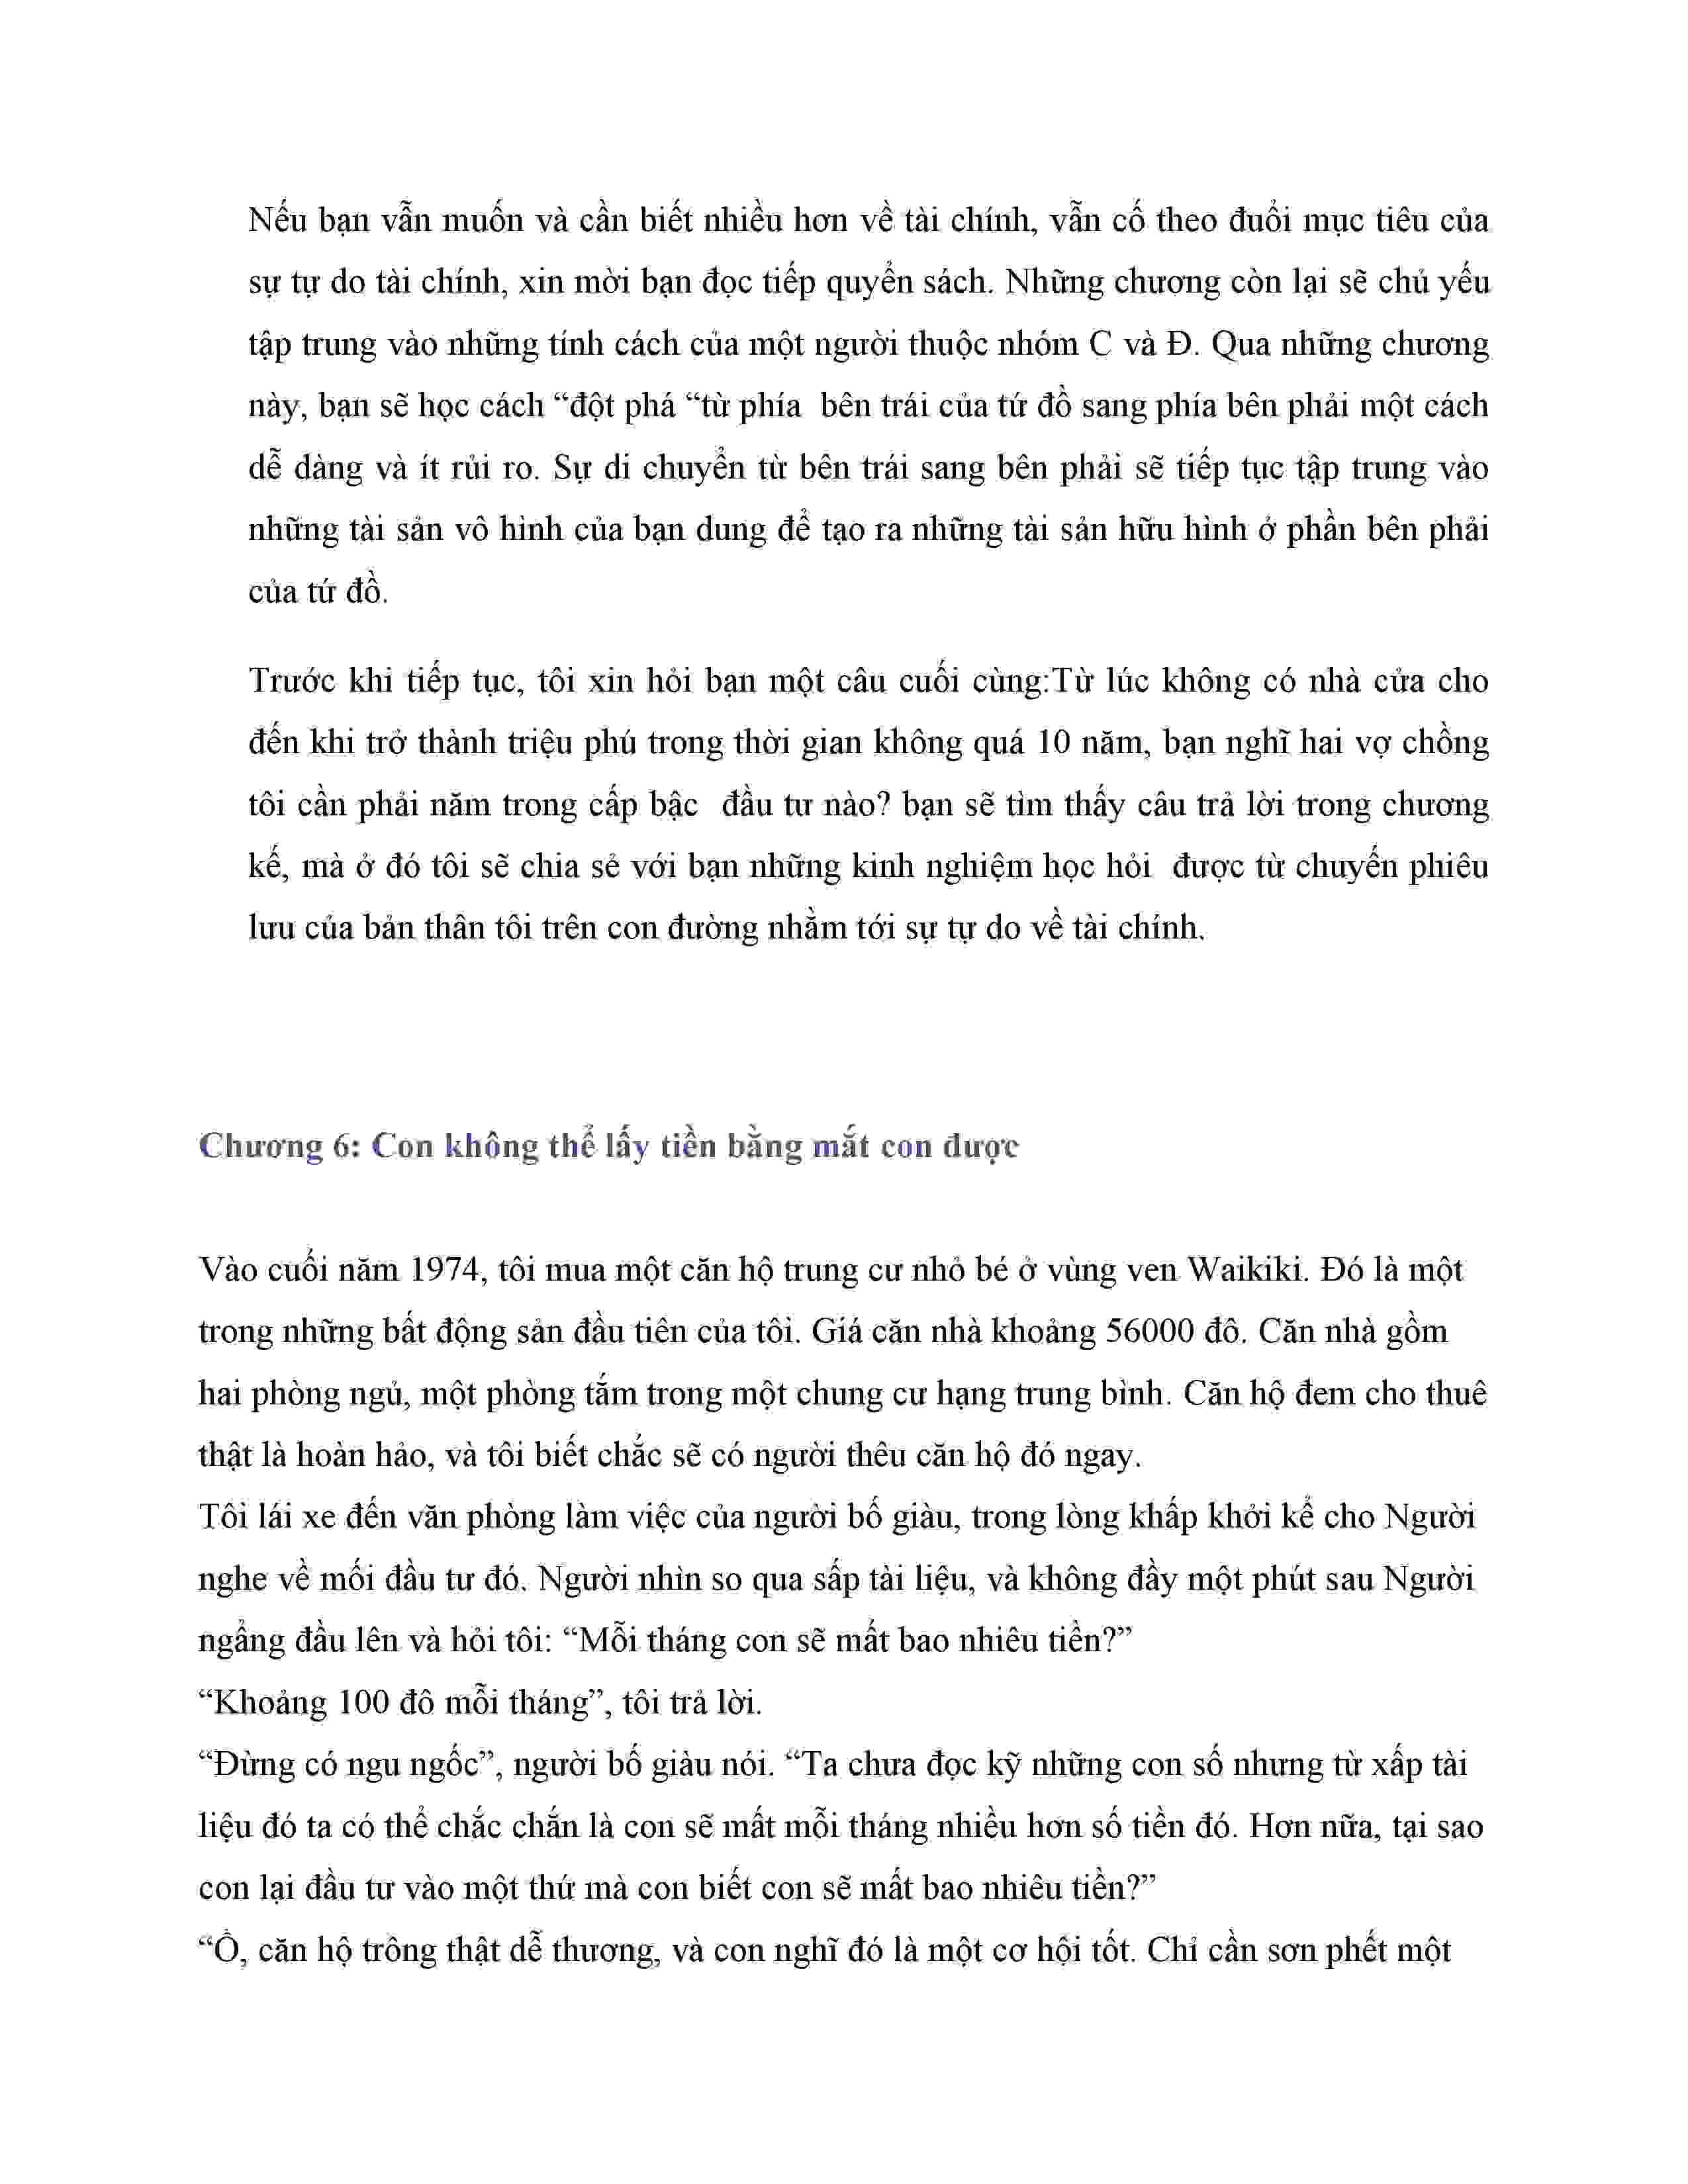 Nếu bạn vẫn muốn và cần biết nhiều hơn về tài chính, vẫn cố theo đuổi mục tiêu của
sự tự do tài chính, xin mời bạn đọc tiếp quyển sách. Những chương còn lại sẽ chủ yếu
tập trung vào những tính cách của một người thuộc nhóm C và Đ. Qua những chương
này, bạn sẽ học cách “đột phá “từ phía bên trái của tứ đồ sang phía bên phải một cách
dễ dàng và ít rủi ro. Sự di chuyển từ bên trái sang bên phải sẽ tiếp tục tập trung vào
những tài sản vô hình của bạn dung để tạo ra những tài sản hữu hình ở phần bên phải
của tứ đồ.
Trước khi tiếp tục, tôi xin hỏi bạn một câu cuối cùng:Từ lúc không có nhà cửa cho
đến khi trở thành triệu phú trong thời gian không quá 10 năm, bạn nghĩ hai vợ chồng
tôi cần phải năm trong cấp bậc đầu tư nào? bạn sẽ tìm thấy câu trả lời trong chương
kế, mà ở đó tôi sẽ chia sẻ với bạn những kinh nghiệm học hỏi được từ chuyến phiêu
lưu của bản thân tôi trên con đường nhằm tới sự tự do về tài chính.
Chương 6: Con không thể lấy tiền bằng mắt con được
Vào cuối năm 1974, tôi mua một căn hộ trung cư nhỏ bé ở vùng ven Waikiki. Đó là một
trong những bất động sản đầu tiên của tôi. Giá căn nhà khoảng 56000 đô. Căn nhà gồm
hai phòng ngủ, một phòng tắm trong một chung cư hạng trung bình. Căn hộ đem cho thuê
thật là hoàn hảo, và tôi biết chắc sẽ có người thêu căn hộ đó ngay.
Tôi lái xe đến văn phòng làm việc của người bố giàu, trong lòng khấp khởi kể cho Người
nghe về mối đầu tư đó. Người nhìn so qua sấp tài liệu, và không đầy một phút sau Người
ngẩng đầu lên và hỏi tôi: “Mỗi tháng con sẽ mất bao nhiêu tiền?”
“Khoảng 100 đô mỗi tháng”, tôi trả lời.
“Đừng có ngu ngốc”, người bố giàu nói. “Ta chưa đọc kỹ những con số nhưng từ xấp tài
liệu đó ta có thể chắc chắn là con sẽ mất mỗi tháng nhiều hơn số tiền đó. Hơn nữa, tại sao
con lại đầu tư vào một thứ mà con biết con sẽ mất bao nhiêu tiền?”
“Ồ, căn hộ trông thật dễ thương, và con nghĩ đó là một cơ hội tốt. Chỉ cần sơn phết một